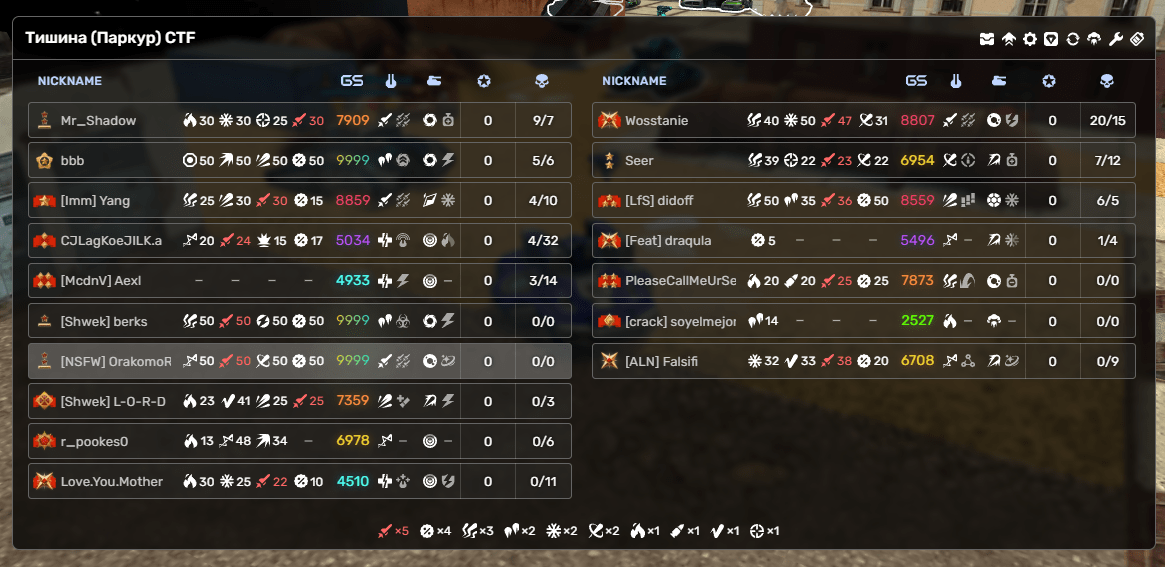 Тишина (Паркур) CTF
NICKNAME GS
Mr_Shadow 30 30 25 30 7909 0 9/7
bbb 50 50 50 50 9999 0 5/6
[Imm] Yang 25 30 30 15 8859 0 4/10
CJLagKoeJILK.a 20 24 15 17 5034 0 4/32
[McdnV] Aexl – – – – 4933 – 0 3/14
[Shwek] berks 50 50 50 50 9999 0 0/0
[NSFW] OrakomoR 50 50 50 50 9999 0 0/0
[Shwek] L-O-R-D 23 41 25 25 7359 0 0/3
r_pookes0 13 48 34 – 6978 – – 0 0/6
Love.You.Mother 30 25 22 10 4510 0 0/11
NICKNAME GS
Wosstanie 40 50 47 31 8807 0 20/15
Seer 39 22 23 22 6954 0 7/12
[LfS] didoff 50 35 36 50 8559 0 6/5
[Feat] draqula 5 – – – 5496 – 0 1/4
PleaseCallMeUrSe 20 20 25 25 7873 0 0/0
[crack] soyelmejor 14 – – – 2527 – – 0 0/0
[ALN] Falsifi 32 33 38 20 6708 0 0/9
×5 ×4 ×3 ×2 ×2 ×2 ×1 ×1 ×1 ×1